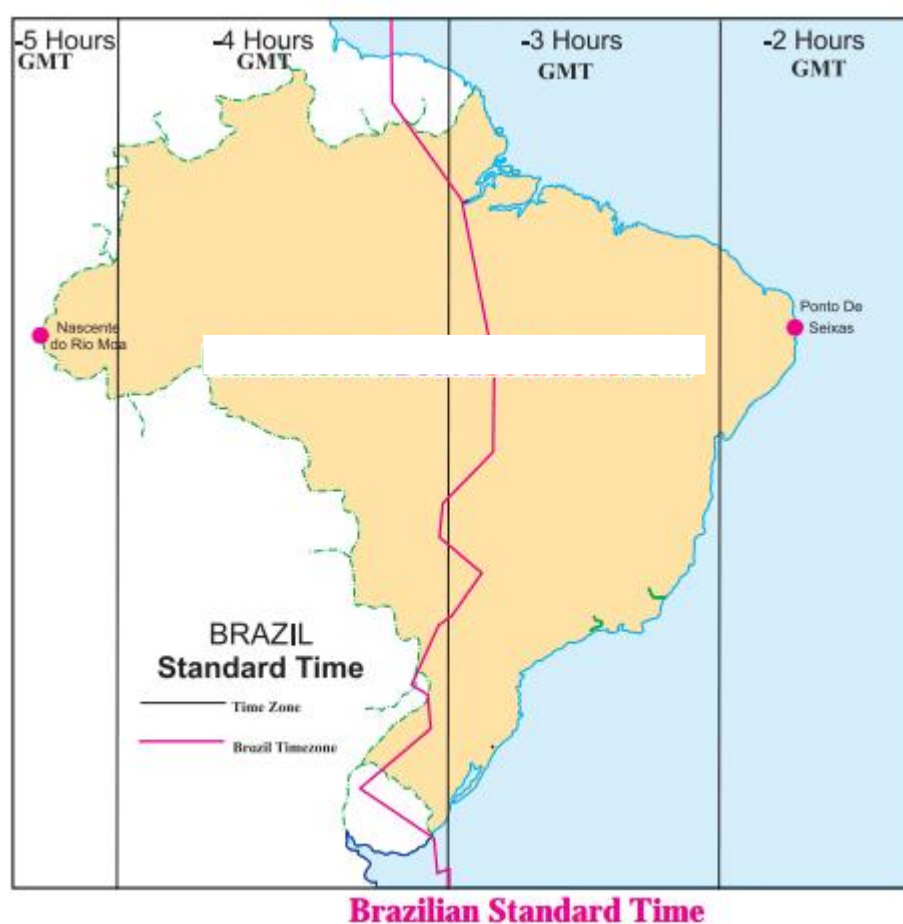 -5 Hours
GMT
-4 Hours
GMT
-3 Hours
GMT
-2 Hours
GMT
Nascente
do Rio Moa
Ponto De
Seixas
BRAZIL
Standard Time
Time Zone
Brazil Timezone
Brazilian Standard Time